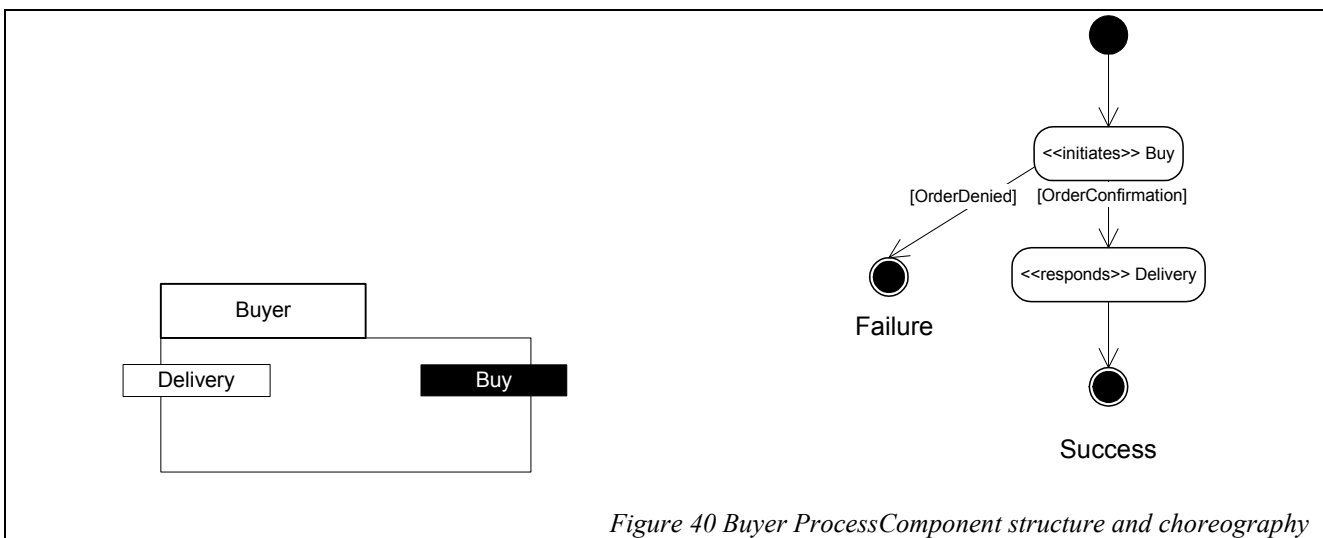 <<initiates>> Buy
[OrderDenied] [OrderConfirmation]
<<responds>> Delivery
Failure
Success
Buyer
Delivery Buy
Figure 40 Buyer ProcessComponent structure and choreography